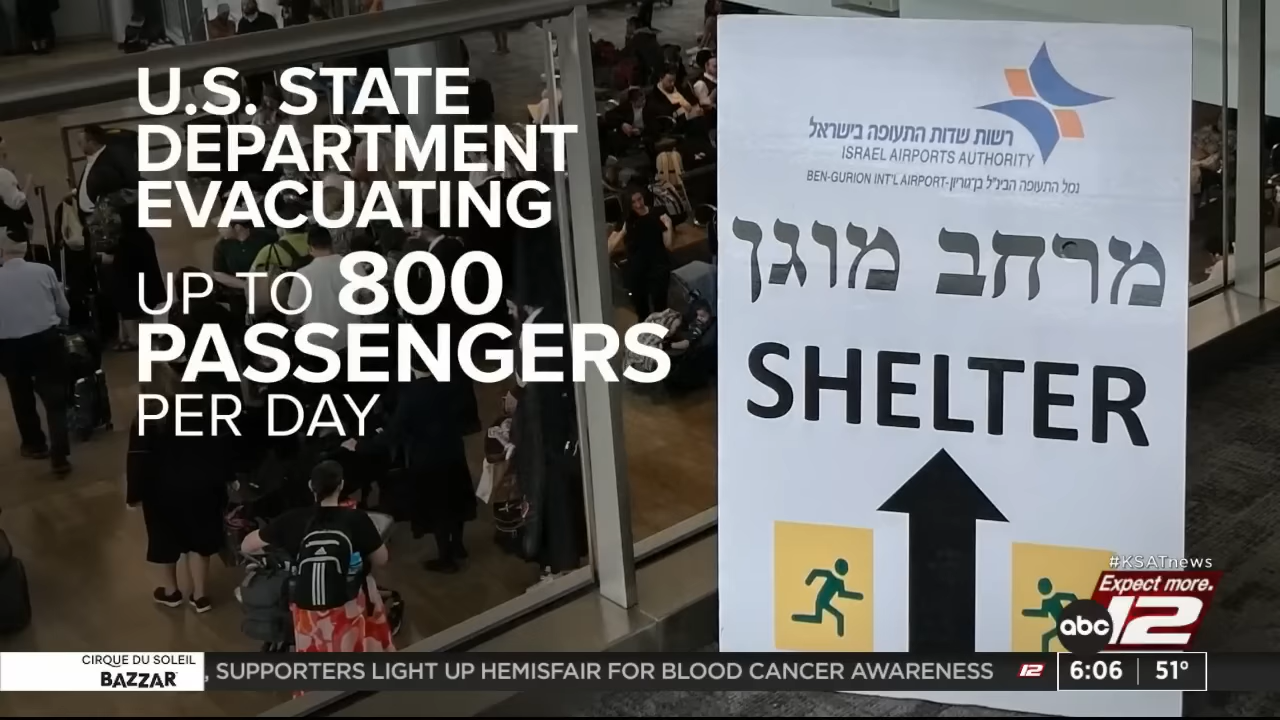 U.S. STATE
DEPARTMENT
EVACUATING
UP TO 800
PASSENGERS
PER DAY
רשות שדות התעופה בישראל
ISRAEL AIRPORTS AUTHORITY
נמל התעופה הבינ"ל בן־גוריון-BEN-GURION INT'L AIRPORT
מרחב מוגן
SHELTER
adidas
#KSATnews
Expect more.
abc 12
CIRQUE DU SOLEIL
BAZZAR
, SUPPORTERS LIGHT UP HEMISFAIR FOR BLOOD CANCER AWARENESS 12
6:06 51°